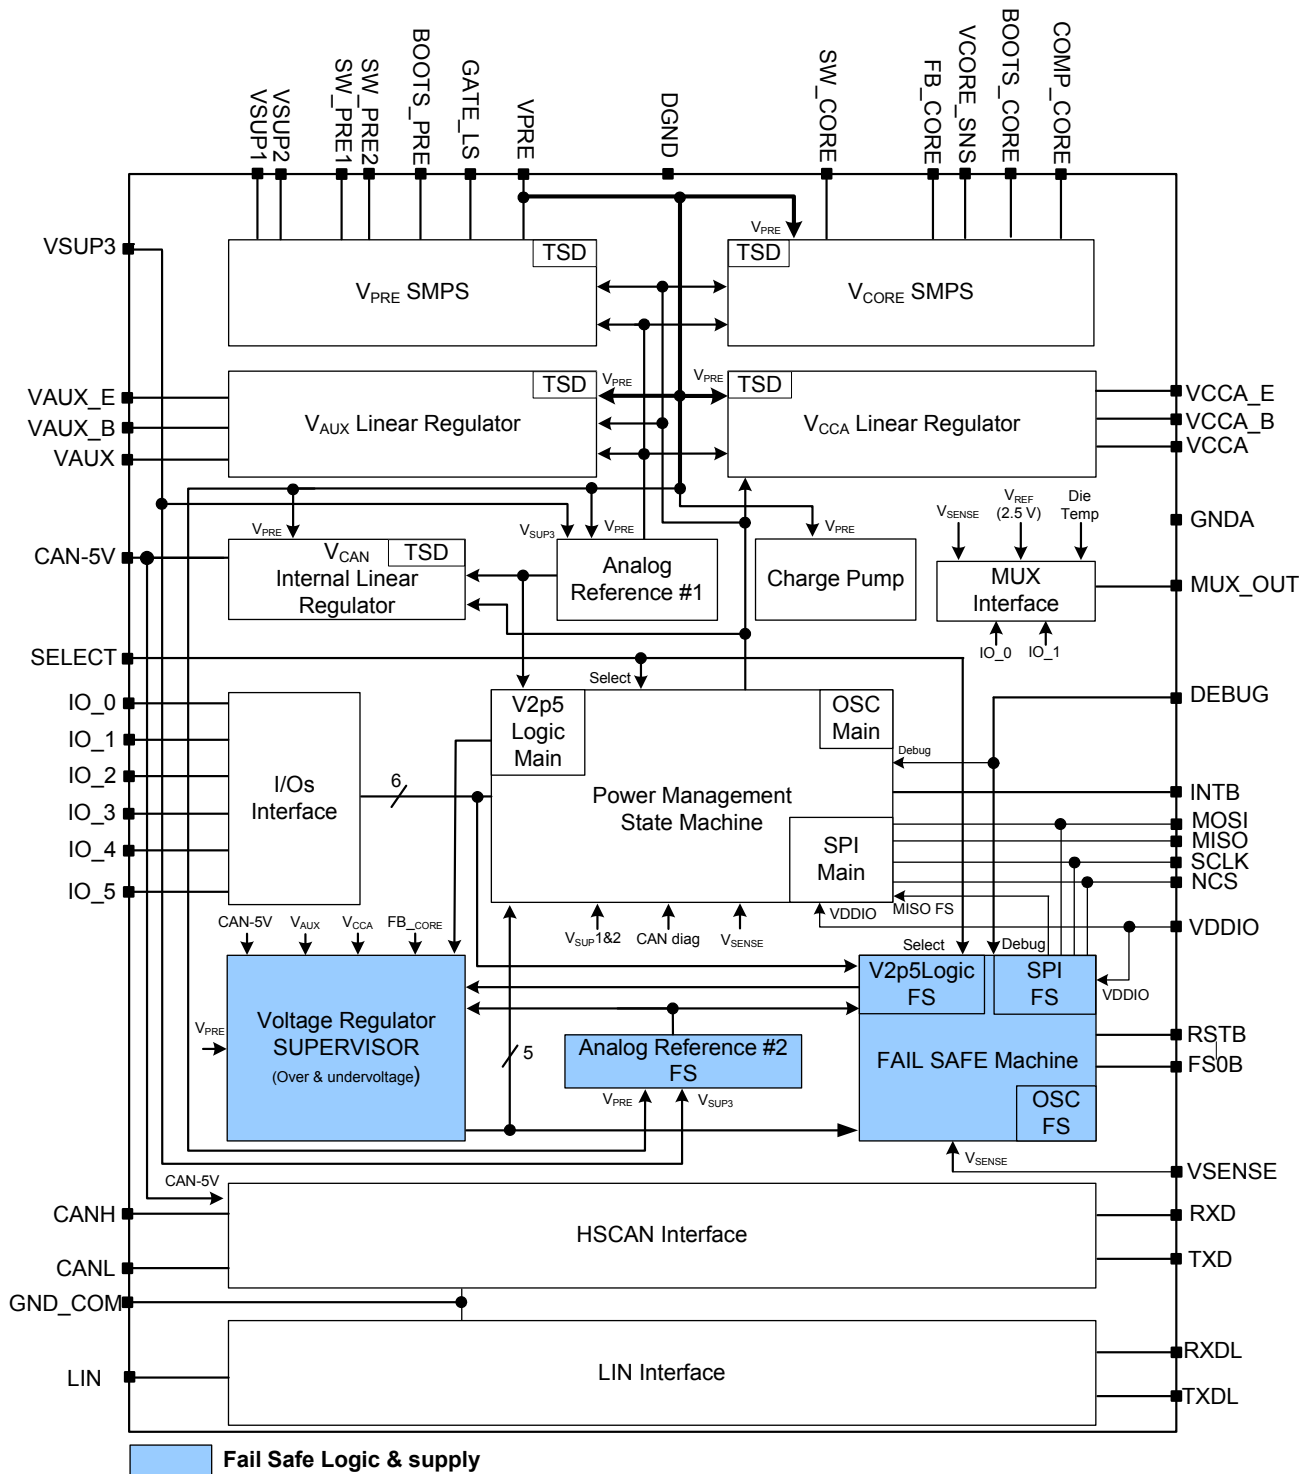 VSUP1
VSUP2
SW_PRE1
SW_PRE2
BOOTS_PRE
GATE_LS
VPRE
DGND
SW_CORE
FB_CORE
VCORE_SNS
BOOTS_CORE
COMP_CORE
VSUP3
TSD
VPRE SMPS
VPRE
TSD
VCORE SMPS
VAUX_E
VAUX_B
VAUX
TSD
VAUX Linear Regulator
VPRE
VPRE
TSD
VCCA Linear Regulator
VCCA_E
VCCA_B
VCCA
GNDA
CAN-5V
VPRE
VCAN
TSD
Internal Linear
Regulator
VSUP3
VPRE
Analog
Reference #1
VPRE
Charge Pump
VSENSE
VREF
(2.5 V)
Die
Temp
MUX
Interface
IO_0
IO_1
MUX_OUT
SELECT
Select
IO_0
IO_1
IO_2
IO_3
IO_4
IO_5
I/Os
Interface
6
V2p5
Logic
Main
OSC
Main
Power Management
State Machine
SPI
Main
Debug
DEBUG
INTB
MOSI
MISO
SCLK
NCS
VDDIO
VDDIO
MISO FS
VSUP1&2
CAN diag
VSENSE
CAN-5V
VAUX
VCCA
FB_CORE
VPRE
Voltage Regulator
SUPERVISOR
(Over & undervoltage)
5
Analog Reference #2
FS
VPRE
VSUP3
Select
Debug
V2p5Logic
FS
SPI
FS
VDDIO
FAIL SAFE Machine
OSC
FS
RSTB
FS0B
VSENSE
VSENSE
CAN-5V
CANH
CANL
HSCAN Interface
RXD
TXD
GND_COM
LIN
LIN Interface
RXDL
TXDL
Fail Safe Logic & supply